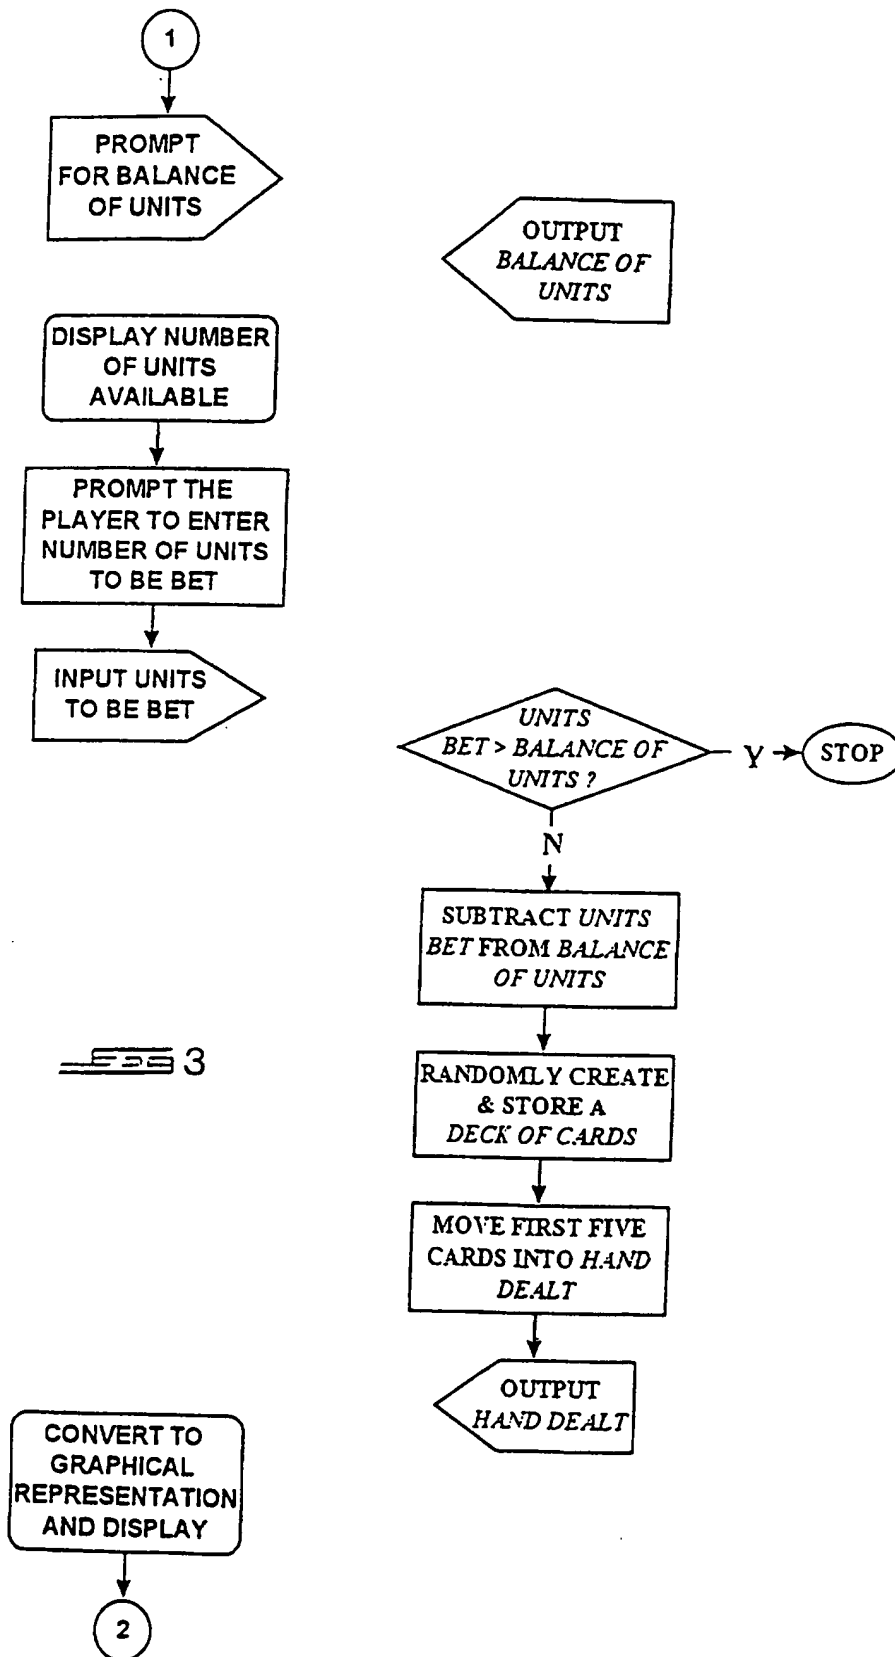 1
PROMPT
FOR BALANCE
OF UNITS
OUTPUT
BALANCE OF
UNITS
DISPLAY NUMBER
OF UNITS
AVAILABLE
PROMPT THE
PLAYER TO ENTER
NUMBER OF UNITS
TO BE BET
INPUT UNITS
TO BE BET
UNITS
BET > BALANCE OF
UNITS ?
Y
STOP
N
SUBTRACT UNITS
BET FROM BALANCE
OF UNITS
3
RANDOMLY CREATE
& STORE A
DECK OF CARDS
MOVE FIRST FIVE
CARDS INTO HAND
DEALT
OUTPUT
HAND DEALT
CONVERT TO
GRAPHICAL
REPRESENTATION
AND DISPLAY
2